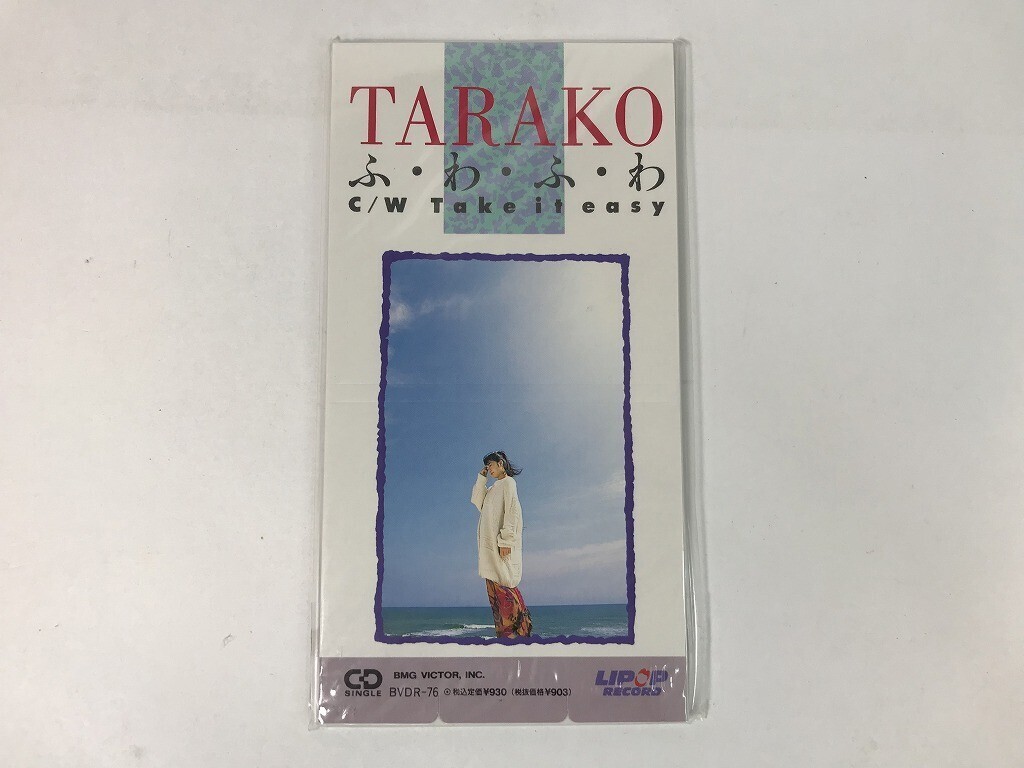 TARAKO
ふ・わ・ふ・わ
C/W Take it easy
CD
SINGLE
BMG VICTOR, INC.
BVDR-76 ⊙税込定価¥930(税抜価格¥903)
LIPOP
RECORD